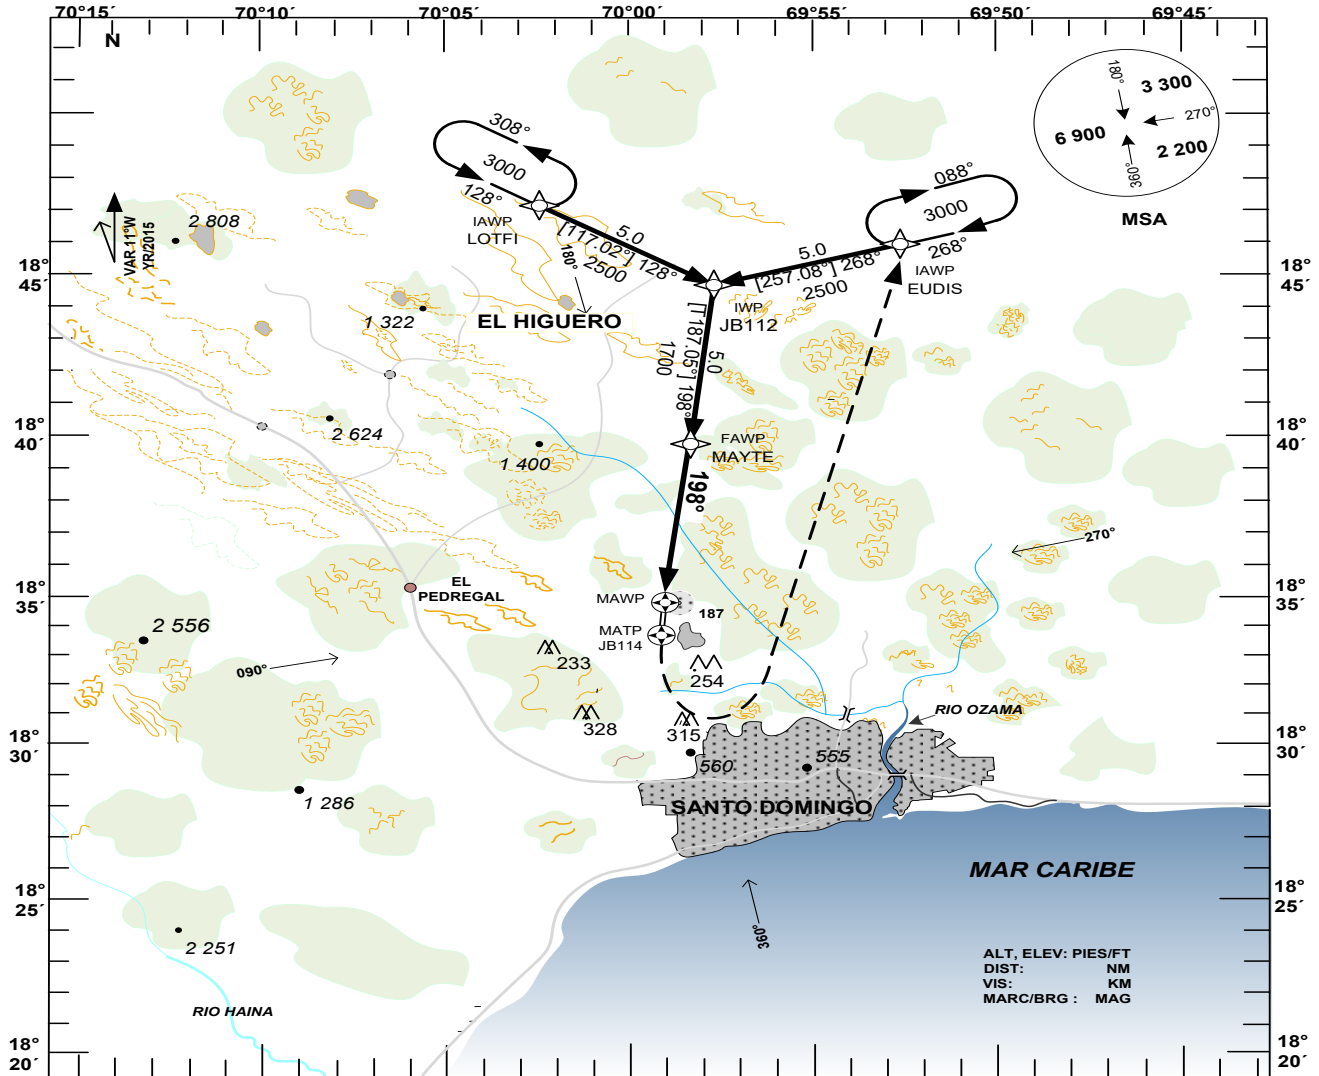 70°15´ 70°10´ 70°05´ 70°00´ 69°55´ 69°50´ 69°45´
N
180°
3 300
270°
6 900
2 200
360°
MSA
308°
3000
128°
088°
3000
268°
IAWP
LOTFI
5.0
[117.02°] 128°
2500
180°
5.0
[257.08°] 268°
2500
IAWP
EUDIS
2 808
VAR 11°W
YR/2015
18°
45´
18°
45´
1 322
EL HIGUERO
IWP
JB112
5.0
[T187.05°] 198°
1700
18°
40´
18°
40´
2 624
1 400
FAWP
MAYTE
198°
270°
18°
35´
18°
35´
EL
PEDREGAL
MAWP
187
MATP
JB114
2 556
090°
233
254
328
315
RIO OZAMA
18°
30´
18°
30´
560
555
1 286
SANTO DOMINGO
MAR CARIBE
18°
25´
18°
25´
360°
2 251
ALT, ELEV: PIES/FT
DIST: NM
VIS: KM
MARC/BRG : MAG
RIO HAINA
18°
20´
18°
20´